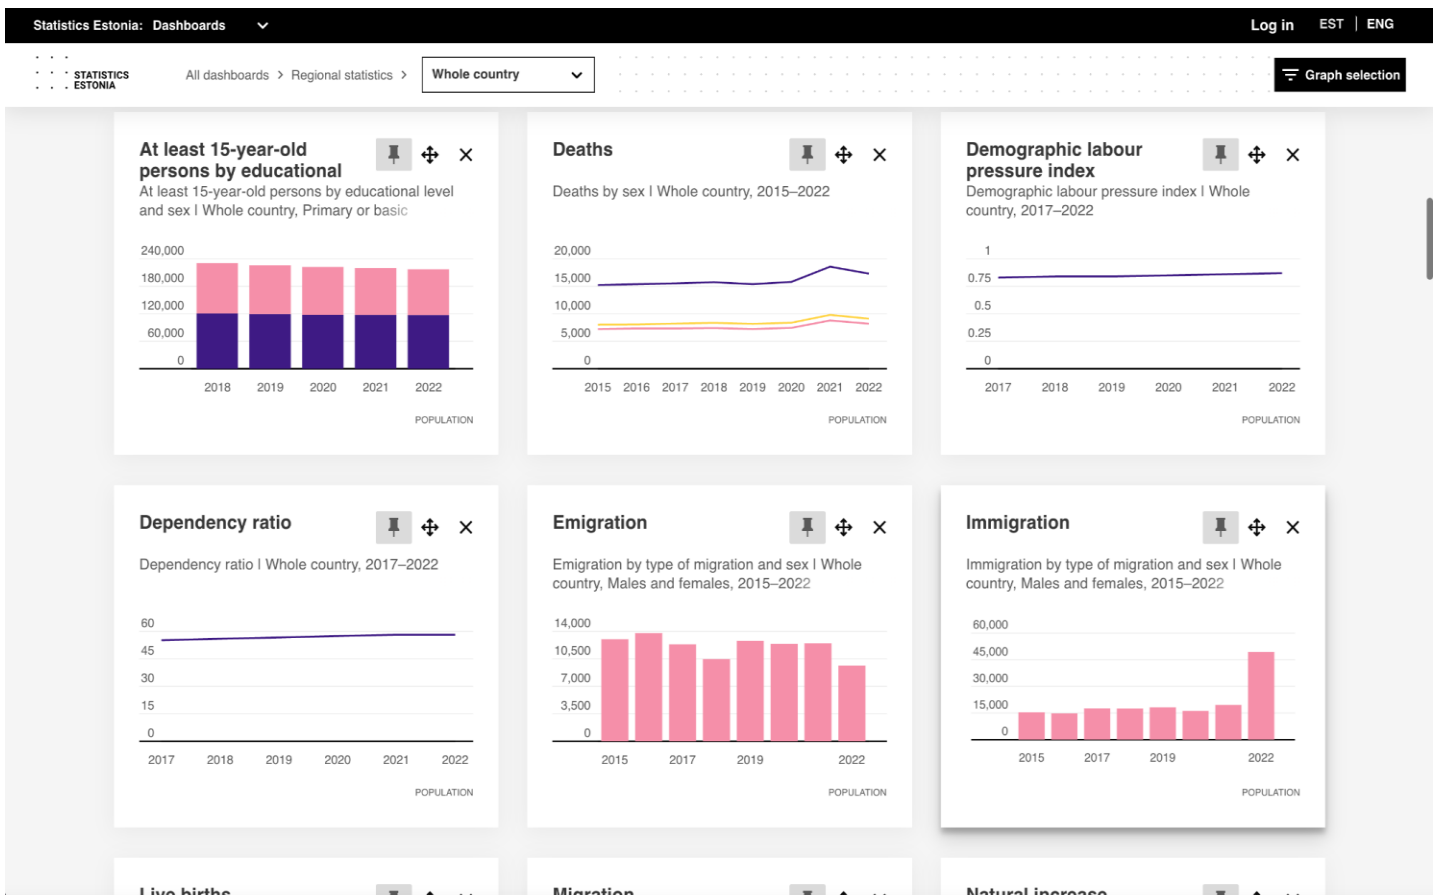 Statistics Estonia: Dashboards
Log in
EST | ENG
STATISTICS
ESTONIA
All dashboards > Regional statistics >
Whole country
Graph selection
At least 15-year-old
persons by educational
At least 15-year-old persons by educational level
and sex | Whole country, Primary or basic
240,000
180,000
120,000
60,000
0
2018 2019 2020 2021 2022
POPULATION
Deaths
Deaths by sex | Whole country, 2015–2022
20,000
15,000
10,000
5,000
0
2015 2016 2017 2018 2019 2020 2021 2022
POPULATION
Demographic labour
pressure index
Demographic labour pressure index | Whole
country, 2017–2022
1
0.75
0.5
0.25
0
2017 2018 2019 2020 2021 2022
POPULATION
Dependency ratio
Dependency ratio | Whole country, 2017–2022
60
45
30
15
0
2017 2018 2019 2020 2021 2022
POPULATION
Emigration
Emigration by type of migration and sex | Whole
country, Males and females, 2015–2022
14,000
10,500
7,000
3,500
0
2015 2017 2019 2022
POPULATION
Immigration
Immigration by type of migration and sex | Whole
country, Males and females, 2015–2022
60,000
45,000
30,000
15,000
0
2015 2017 2019 2022
POPULATION
Live births
Migration
Natural increase